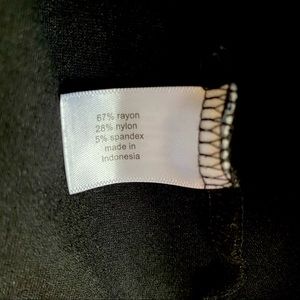 67% rayon
28% nylon
5% spandex
made in
Indonesia